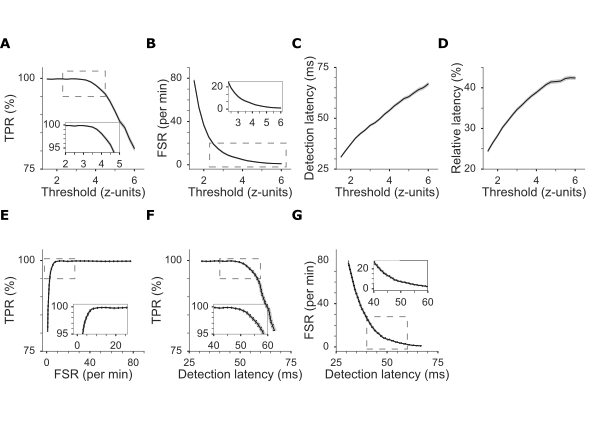 A B C D
100
75
TPR (%)
2 4 6
Threshold (z-units)
100
95
2 3 4 5
80
40
0
FSR (per min)
2 4 6
Threshold (z-units)
20
0
3 4 5 6
75
50
25
Detection latency (ms)
2 4 6
Threshold (z-units)
40
30
20
Relative latency (%)
2 4 6
Threshold (z-units)
E F G
100
75
TPR (%)
0 40 80
FSR (per min)
100
95
0 20
100
75
TPR (%)
25 50 75
Detection latency (ms)
100
95
40 50 60
80
40
0
FSR (per min)
25 50 75
Detection latency (ms)
20
0
40 50 60